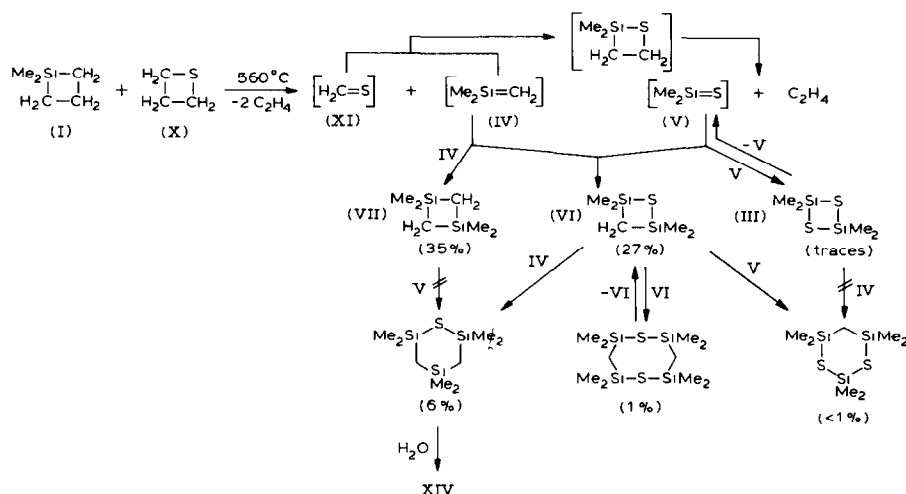 Me2Si—S
H2C—CH2
Me2Si—CH2
H2C—CH2
(I)
+
H2C—S
H2C—CH2
(X)
560°C
-2 C2H4
[H2C=S]
(XI)
+
[Me2Si=CH2]
(IV)
[Me2Si=S]
(V)
+ C2H4
IV
-V
V
(VII)
Me2Si—CH2
H2C—SiMe2
(35%)
(VI)
Me2Si—S
H2C—SiMe2
(27%)
(III)
Me2Si—S
S—SiMe2
(traces)
V
IV
-VI
VI
V
IV
S
Me2Si SiMe2
Si
Me2
(6%)
Me2Si—S—SiMe2
Me2Si—S—SiMe2
(1%)
Me2Si SiMe2
S S
Si
Me2
(<1%)
H2O
XIV